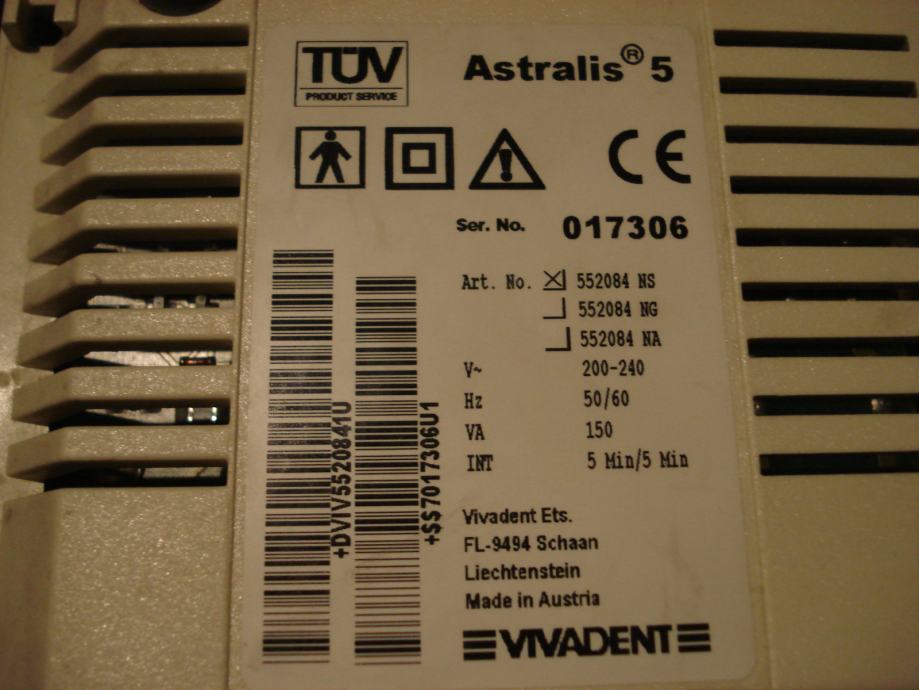 TÜV
PRODUCT SERVICE
Astralis® 5
CE
Ser. No. 017306
Art. No. 552084 NS
552084 NG
552084 NA
V~ 200-240
Hz 50/60
VA 150
INT 5 Min/5 Min
+DVIV5520841U
+$$7017306U1
Vivadent Ets.
FL-9494 Schaan
Liechtenstein
Made in Austria
VIVADENT